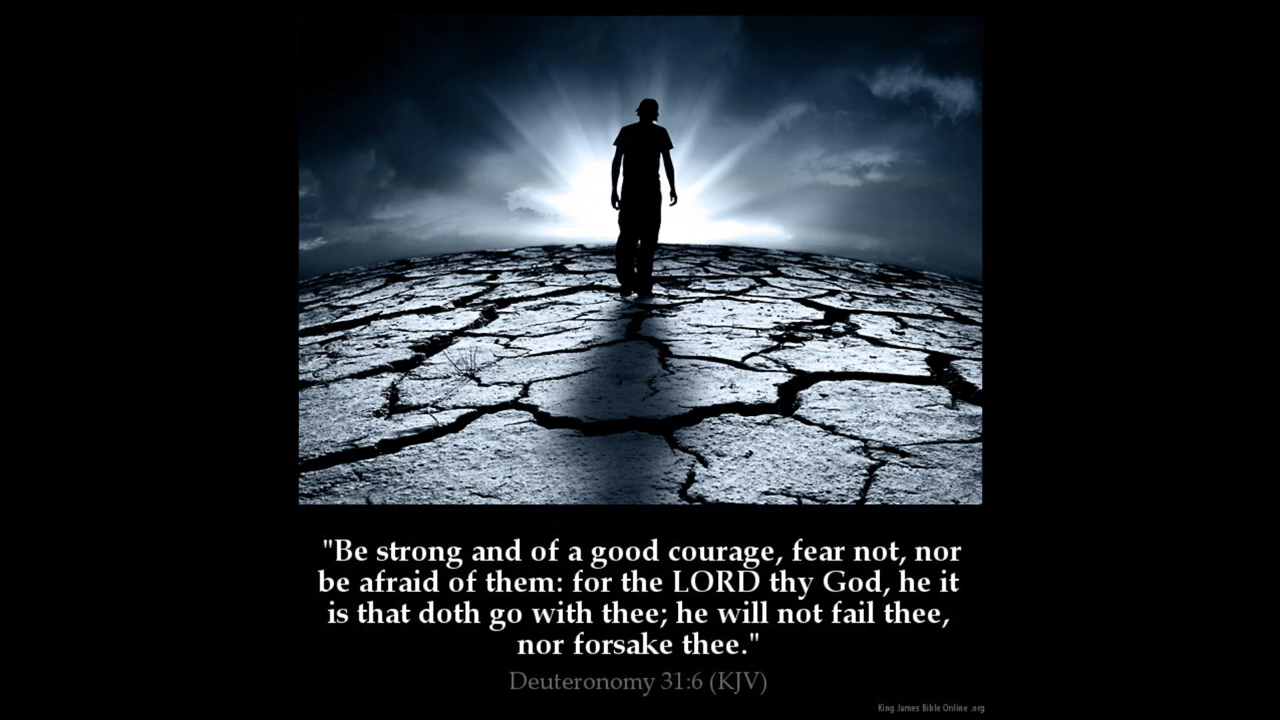 "Be strong and of a good courage, fear not, nor
be afraid of them: for the LORD thy God, he it
is that doth go with thee; he will not fail thee,
nor forsake thee."
Deuteronomy 31:6 (KJV)
King James Bible Online .org